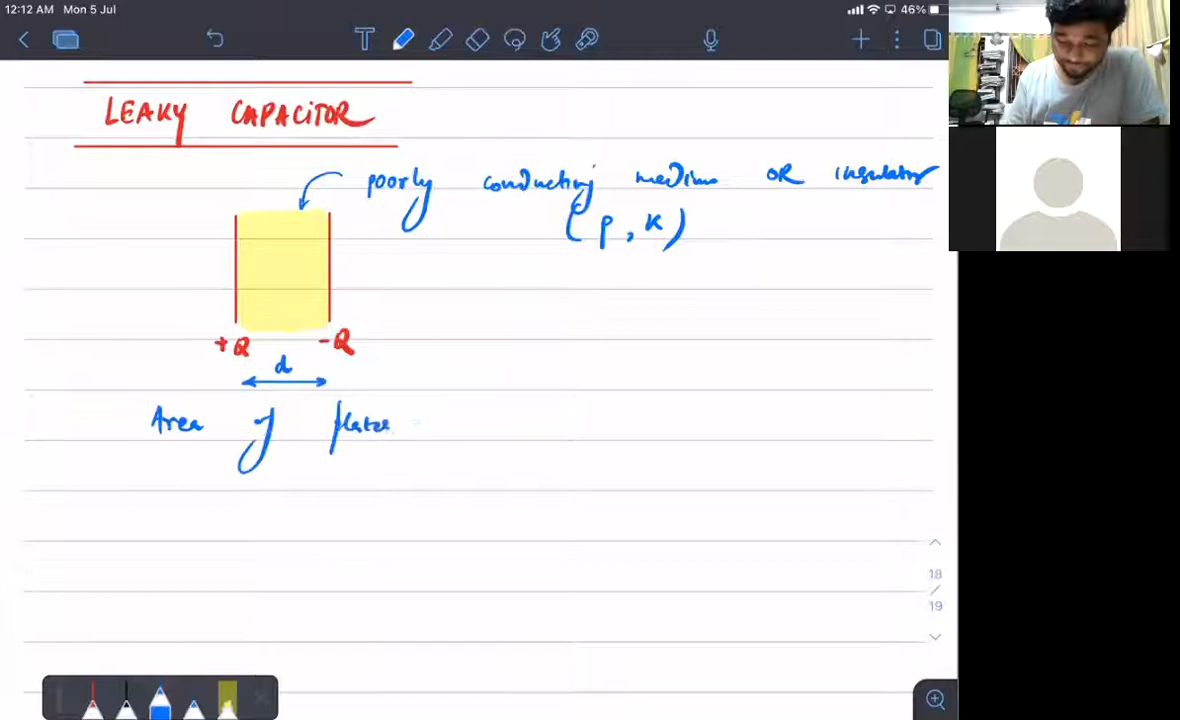 12:12 AM Mon 5 Jul
46%
LEAKY CAPACITOR
poorly conducting medium OR insulator
(ρ, K)
+Q -Q
d
Area of plates
18
/
19